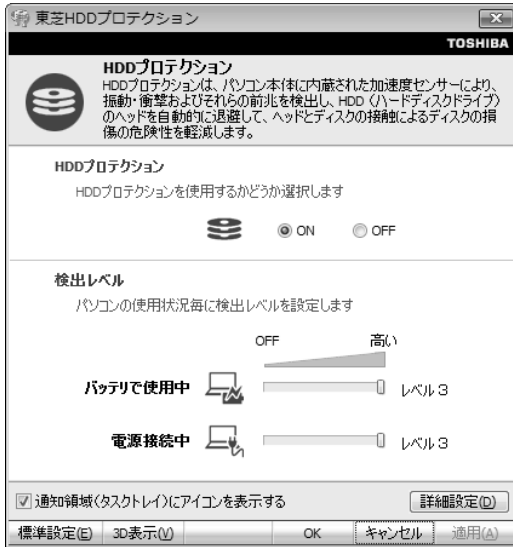 東芝HDDプロテクション
TOSHIBA
HDDプロテクション
HDDプロテクションは、パソコン本体に内蔵された加速度センサーにより、
振動・衝撃およびそれらの前兆を検出し、HDD（ハードディスクドライブ）
のヘッドを自動的に退避して、ヘッドとディスクの接触によるディスクの損
傷の危険性を軽減します。
HDDプロテクション
HDDプロテクションを使用するかどうか選択します
ON OFF
検出レベル
パソコンの使用状況毎に検出レベルを設定します
OFF 高い
バッテリで使用中 レベル 3
電源接続中 レベル 3
通知領域(タスクトレイ)にアイコンを表示する 詳細設定(D)
標準設定(E) 3D表示(V) OK キャンセル 適用(A)